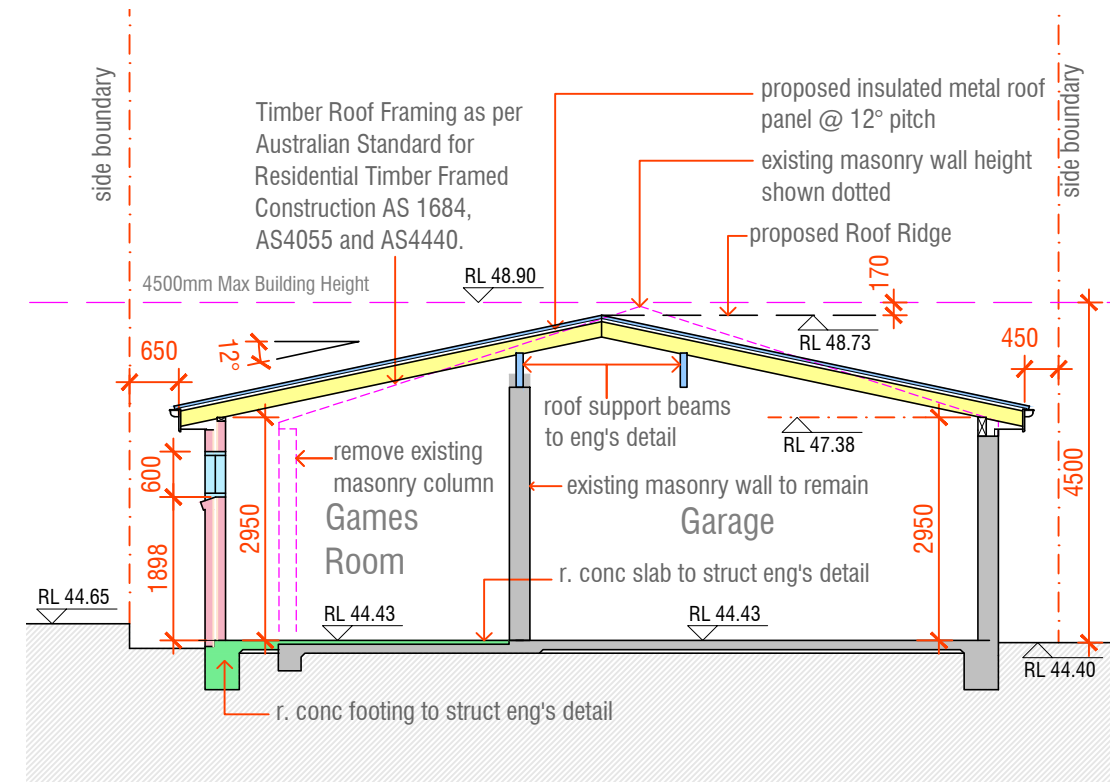 side boundary
Timber Roof Framing as per
Australian Standard for
Residential Timber Framed
Construction AS 1684,
AS4055 and AS4440.
proposed insulated metal roof
panel @ 12° pitch
existing masonry wall height
shown dotted
proposed Roof Ridge
side boundary
4500mm Max Building Height
RL 48.90
170
RL 48.73
650
12°
450
roof support beams
to eng's detail
RL 47.38
remove existing
masonry column
existing masonry wall to remain
600
2950
1898
Games
Room
Garage
2950
4500
r. conc slab to struct eng's detail
RL 44.65
RL 44.43
RL 44.43
RL 44.40
r. conc footing to struct eng's detail